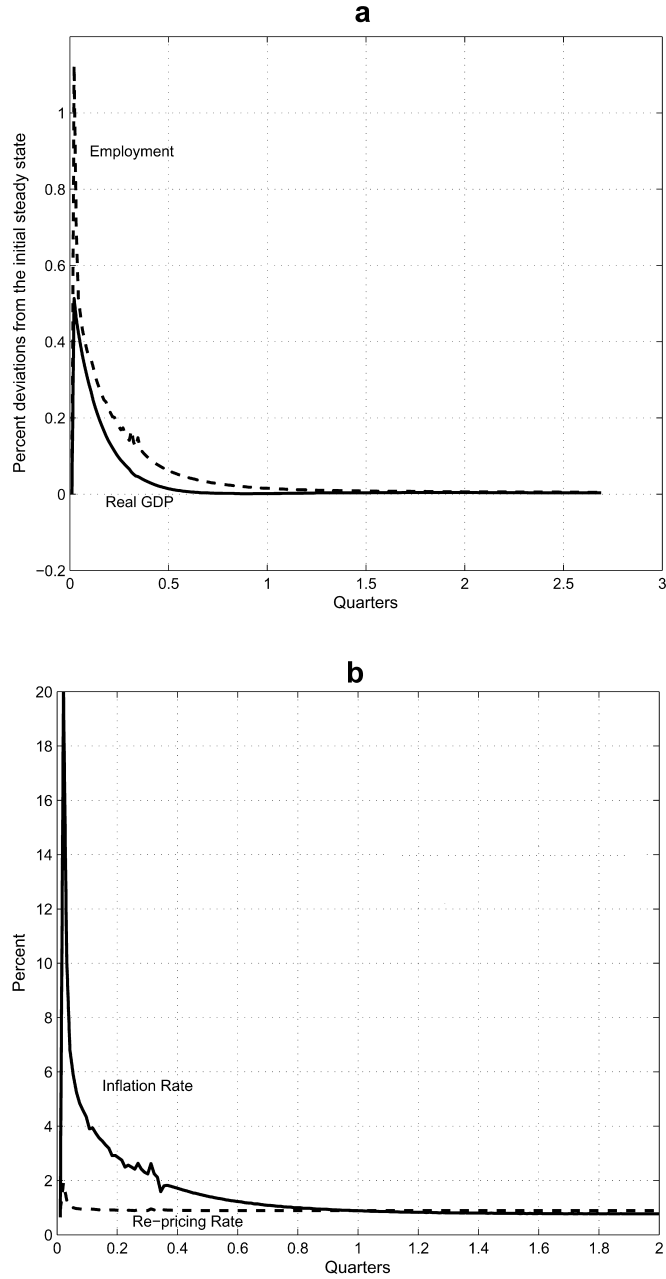 a
Percent deviations from the initial steady state
1
0.8
0.6
0.4
0.2
0
−0.2
Employment
Real GDP
0 0.5 1 1.5 2 2.5 3
Quarters
b
Percent
20
18
16
14
12
10
8
6
4
2
0
Inflation Rate
Re−pricing Rate
0 0.2 0.4 0.6 0.8 1 1.2 1.4 1.6 1.8 2
Quarters